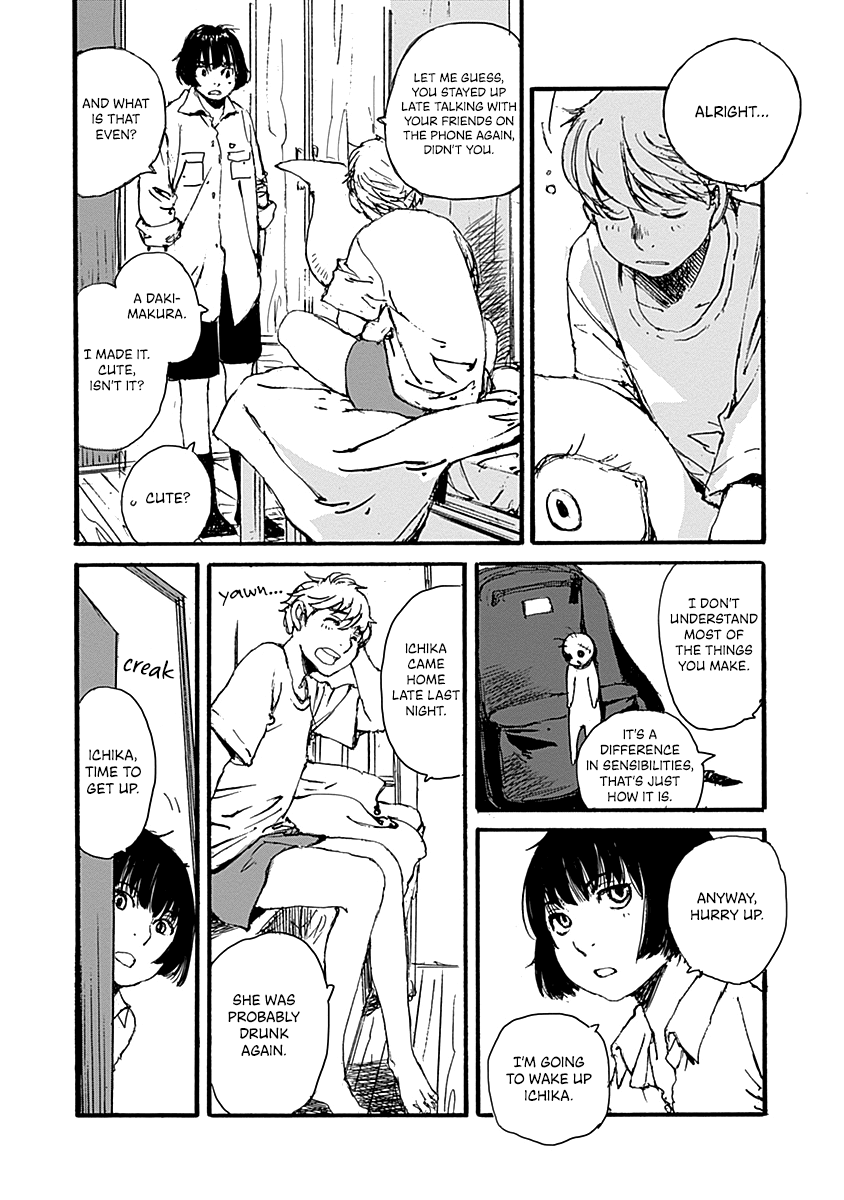 ALRIGHT...
LET ME GUESS,
YOU STAYED UP
LATE TALKING WITH
YOUR FRIENDS ON
THE PHONE AGAIN,
DIDN'T YOU.
AND WHAT
IS THAT
EVEN?
A DAKI-
MAKURA.
I MADE IT.
CUTE,
ISN'T IT?
CUTE?
I DON'T
UNDERSTAND
MOST OF
THE THINGS
YOU MAKE.
IT'S A
DIFFERENCE
IN SENSIBILITIES,
THAT'S JUST
HOW IT IS.
ANYWAY,
HURRY UP.
I'M GOING
TO WAKE UP
ICHIKA.
ICHIKA
CAME
HOME
LATE LAST
NIGHT.
yawn...
SHE WAS
PROBABLY
DRUNK
AGAIN.
creak
ICHIKA,
TIME TO
GET UP.